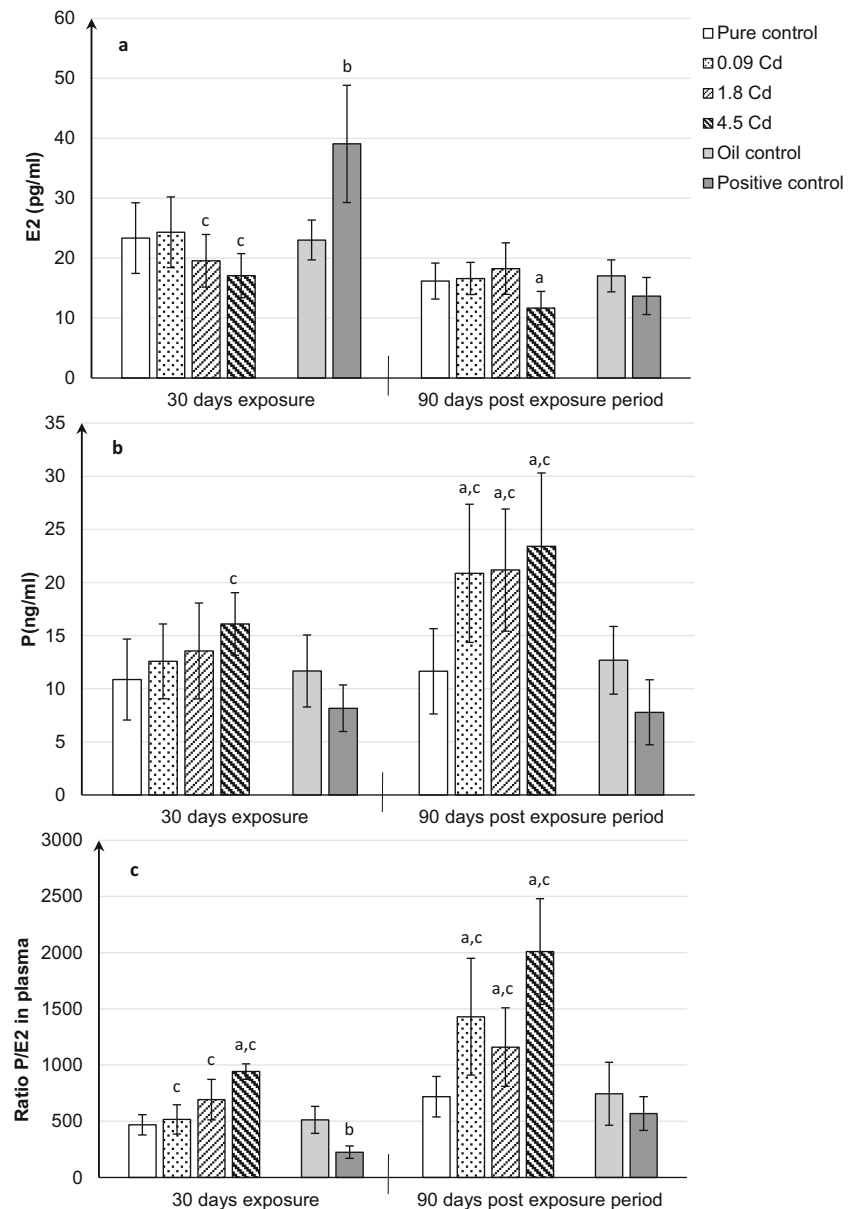 60
a
50
b
40
30
c
c
20
a
10
0
E2 (pg/ml)
30 days exposure
90 days post exposure period
Pure control
0.09 Cd
1.8 Cd
4.5 Cd
Oil control
Positive control
35
b
30
a,c
a,c
a,c
25
20
c
15
10
5
0
P(ng/ml)
30 days exposure
90 days post exposure period
3000
c
2500
a,c
2000
a,c
1500
a,c
1000
a,c
c
c
500
b
0
Ratio P/E2 in plasma
30 days exposure
90 days post exposure period